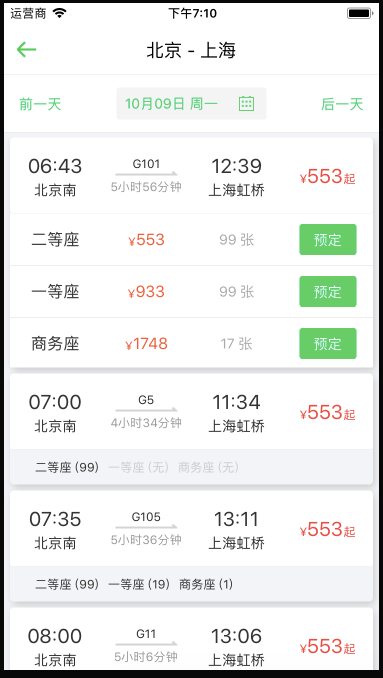 运营商 下午7:10
北京 - 上海
前一天 10月09日 周一 后一天
06:43 G101 12:39 ¥553起
北京南 5小时56分钟 上海虹桥
二等座 ¥553 99 张 预定
一等座 ¥933 99 张 预定
商务座 ¥1748 17 张 预定
07:00 G5 11:34 ¥553起
北京南 4小时34分钟 上海虹桥
二等座 (99) 一等座 (无) 商务座 (无)
07:35 G105 13:11 ¥553起
北京南 5小时36分钟 上海虹桥
二等座 (99) 一等座 (19) 商务座 (1)
08:00 G11 13:06 ¥553起
北京南 5小时6分钟 上海虹桥